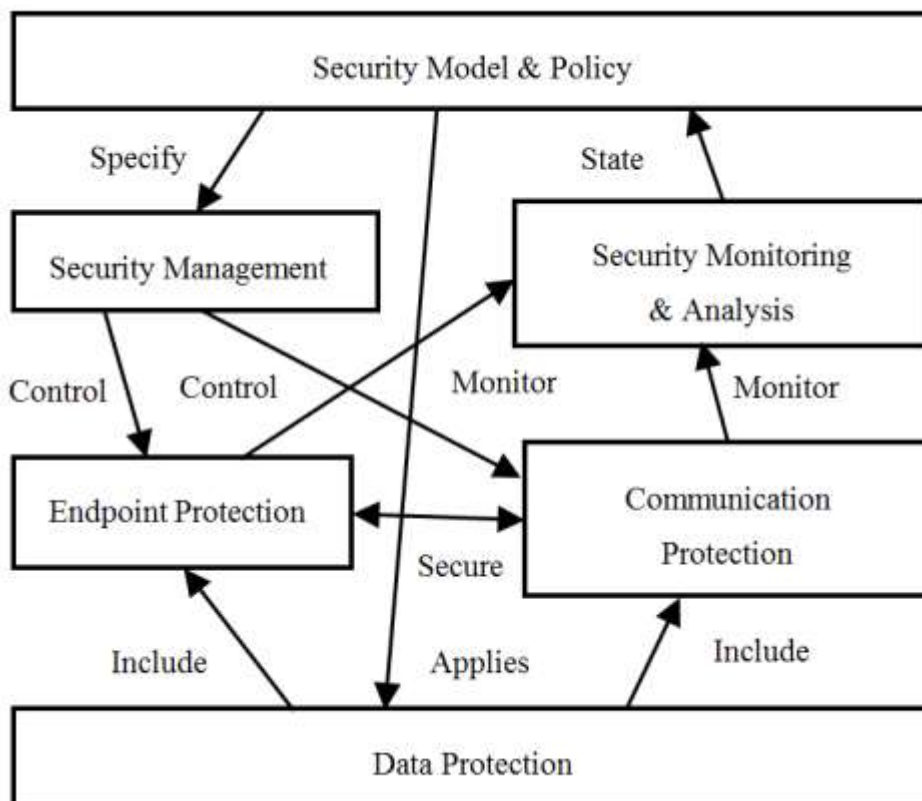 Security Model & Policy
Specify
State
Security Management
Security Monitoring
& Analysis
Control
Control
Monitor
Monitor
Endpoint Protection
Communication
Protection
Secure
Include
Applies
Include
Data Protection